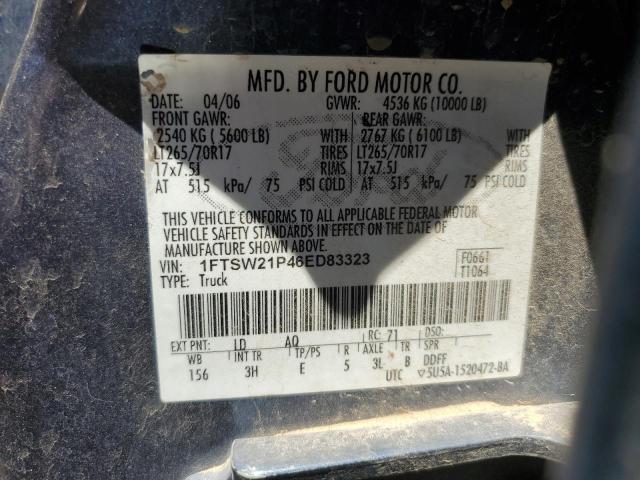 MFD. BY FORD MOTOR CO.
DATE: 04/06 GVWR: 4536 KG (10000 LB)
FRONT GAWR: REAR GAWR:
2540 KG ( 5600 LB) WITH 2767 KG ( 6100 LB) WITH
LT265/70R17 TIRES LT265/70R17 TIRES
17x7.5J RIMS 17x7.5J RIMS
AT 515 kPa/ 75 PSI COLD AT 515 kPa/ 75 PSI COLD
THIS VEHICLE CONFORMS TO ALL APPLICABLE FEDERAL MOTOR
VEHICLE SAFETY STANDARDS IN EFFECT ON THE DATE OF
MANUFACTURE SHOWN ABOVE.
VIN: 1FTSW21P46ED83323 F0661
TYPE: Truck T1064
EXT PNT: LD AQ RC: 71 DSO:
WB INT TR TP/PS R AXLE TR SPR
156 3H E 5 3L B DDFF
UTC ▽5U5A-1520472-BA